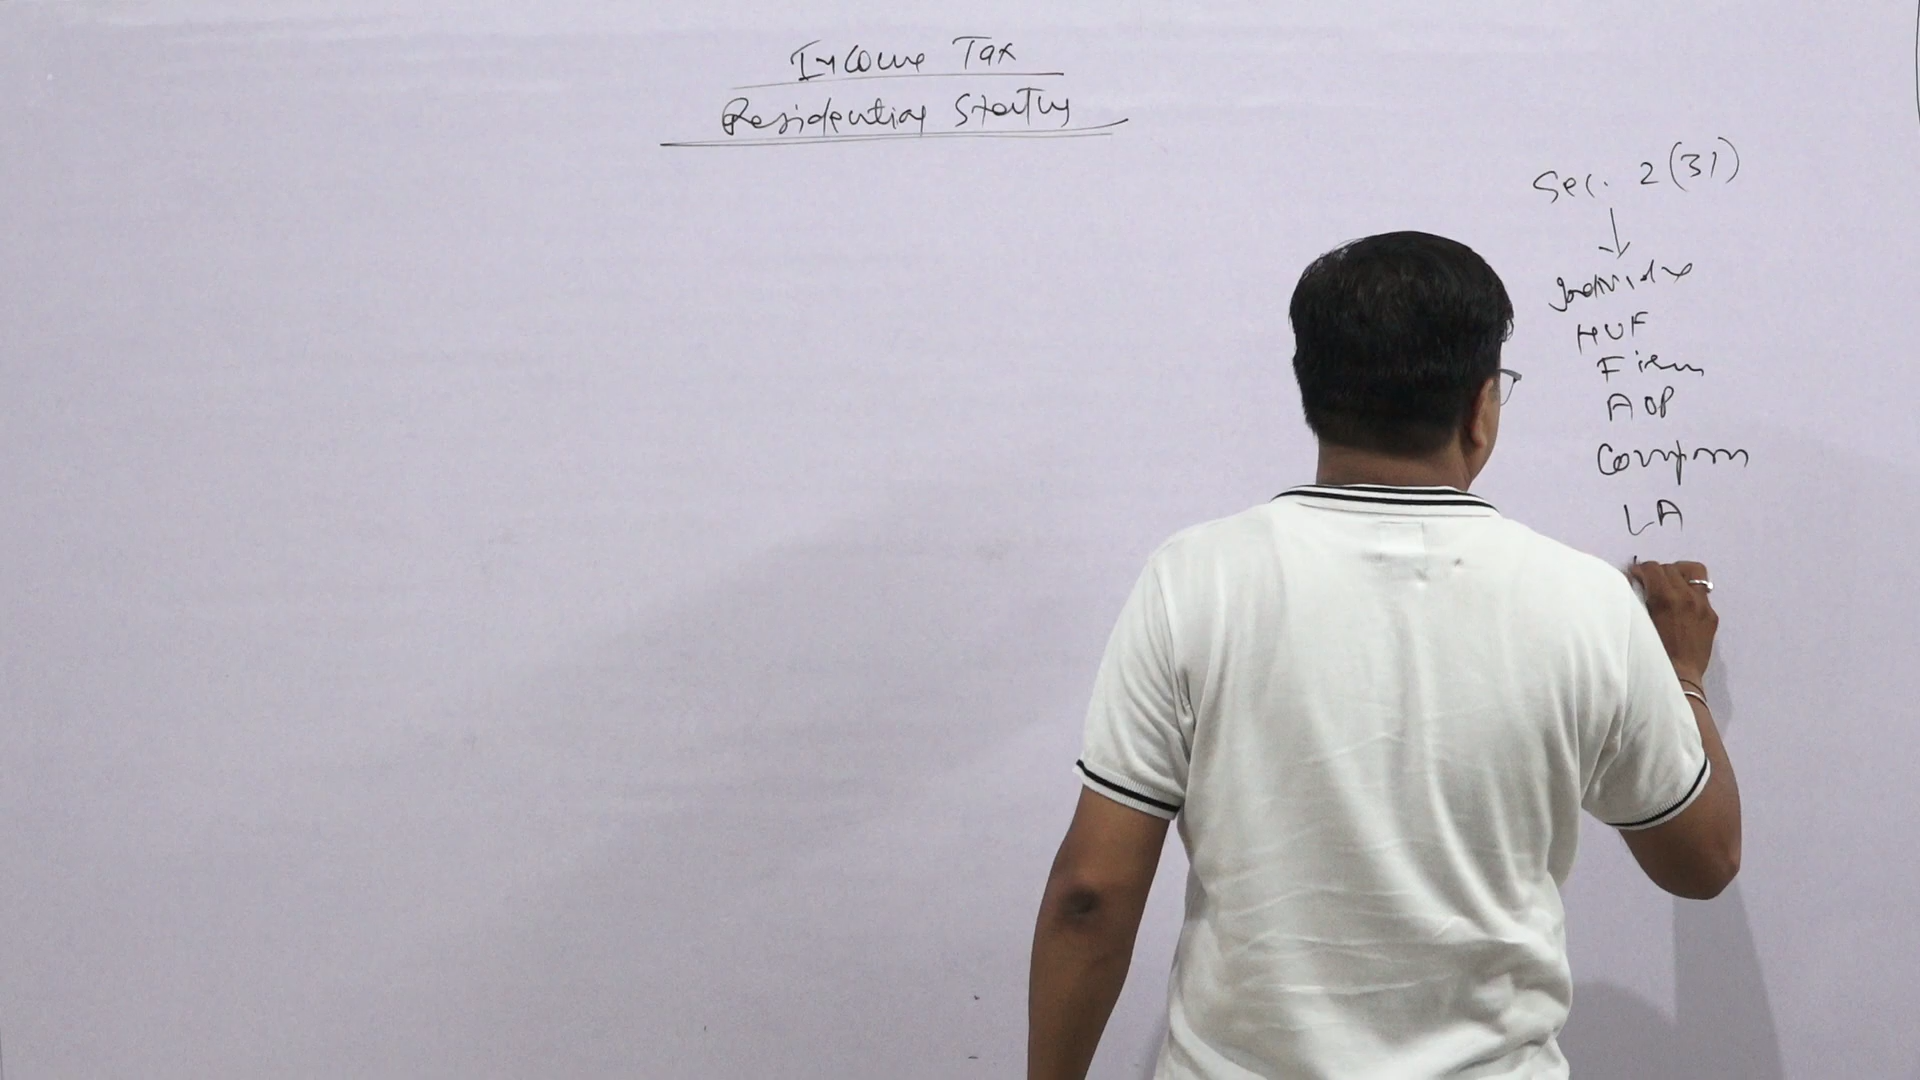 Income Tax
Residential Status
Sec. 2(31)
Individual
HUF
Firm
AOP
Company
LA